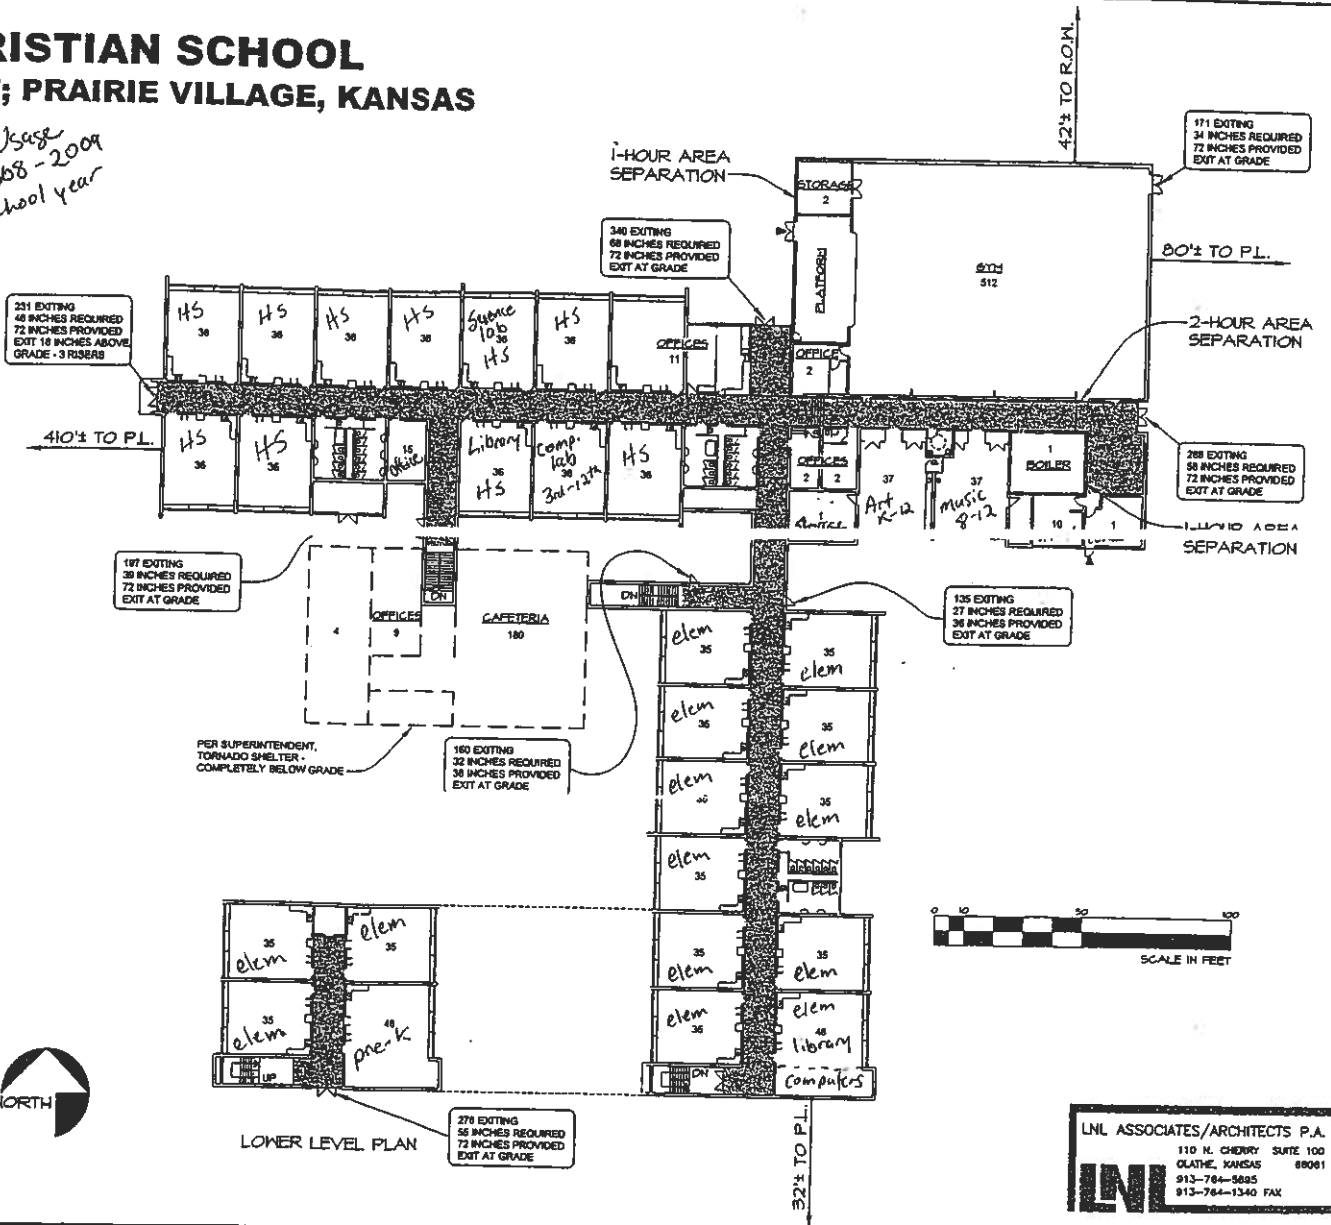 RISTIAN SCHOOL
; PRAIRIE VILLAGE, KANSAS
Usage
2008-2009
school year
42'± TO R.O.W.
171 EXITING
34 INCHES REQUIRED
72 INCHES PROVIDED
EXIT AT GRADE
1-HOUR AREA
SEPARATION
STORAGE
2
340 EXITING
68 INCHES REQUIRED
72 INCHES PROVIDED
EXIT AT GRADE
PLATFORM
GYM
512
80'± TO P.L.
2-HOUR AREA
SEPARATION
231 EXITING
46 INCHES REQUIRED
72 INCHES PROVIDED
EXIT 18 INCHES ABOVE
GRADE - 3 RISERS
HS
36
HS
36
HS
36
HS
36
Science
lab
36
HS
HS
36
OFFICES
11
OFFICE
2
410'± TO P.L.
HS
36
HS
36
15
office
Library
36
HS
Comp.
lab
36
3rd-12th
HS
36
OFFICES
2
2
37
Art
K-12
37
music
8-12
1
BOILER
10
1
1
288 EXITING
58 INCHES REQUIRED
72 INCHES PROVIDED
EXIT AT GRADE
SEPARATION
197 EXITING
39 INCHES REQUIRED
72 INCHES PROVIDED
EXIT AT GRADE
4
OFFICES
9
DN
CAFETERIA
180
DN
135 EXITING
27 INCHES REQUIRED
36 INCHES PROVIDED
EXIT AT GRADE
elem
35
35
elem
elem
35
35
elem
elem
35
elem
elem
35
PER SUPERINTENDENT,
TORNADO SHELTER -
COMPLETELY BELOW GRADE
160 EXITING
32 INCHES REQUIRED
38 INCHES PROVIDED
EXIT AT GRADE
35
elem
35
elem
elem
35
elem
46
library
computers
DN
35
elem
elem
35
35
elem
46
pre-K
UP
0 10 50 100
SCALE IN FEET
NORTH
LOWER LEVEL PLAN
276 EXITING
55 INCHES REQUIRED
72 INCHES PROVIDED
EXIT AT GRADE
32'± TO P.L.
LNL ASSOCIATES/ARCHITECTS P.A.
110 N. CHERRY SUITE 100
OLATHE, KANSAS 66061
913-764-5695
913-764-1340 FAX
LNL